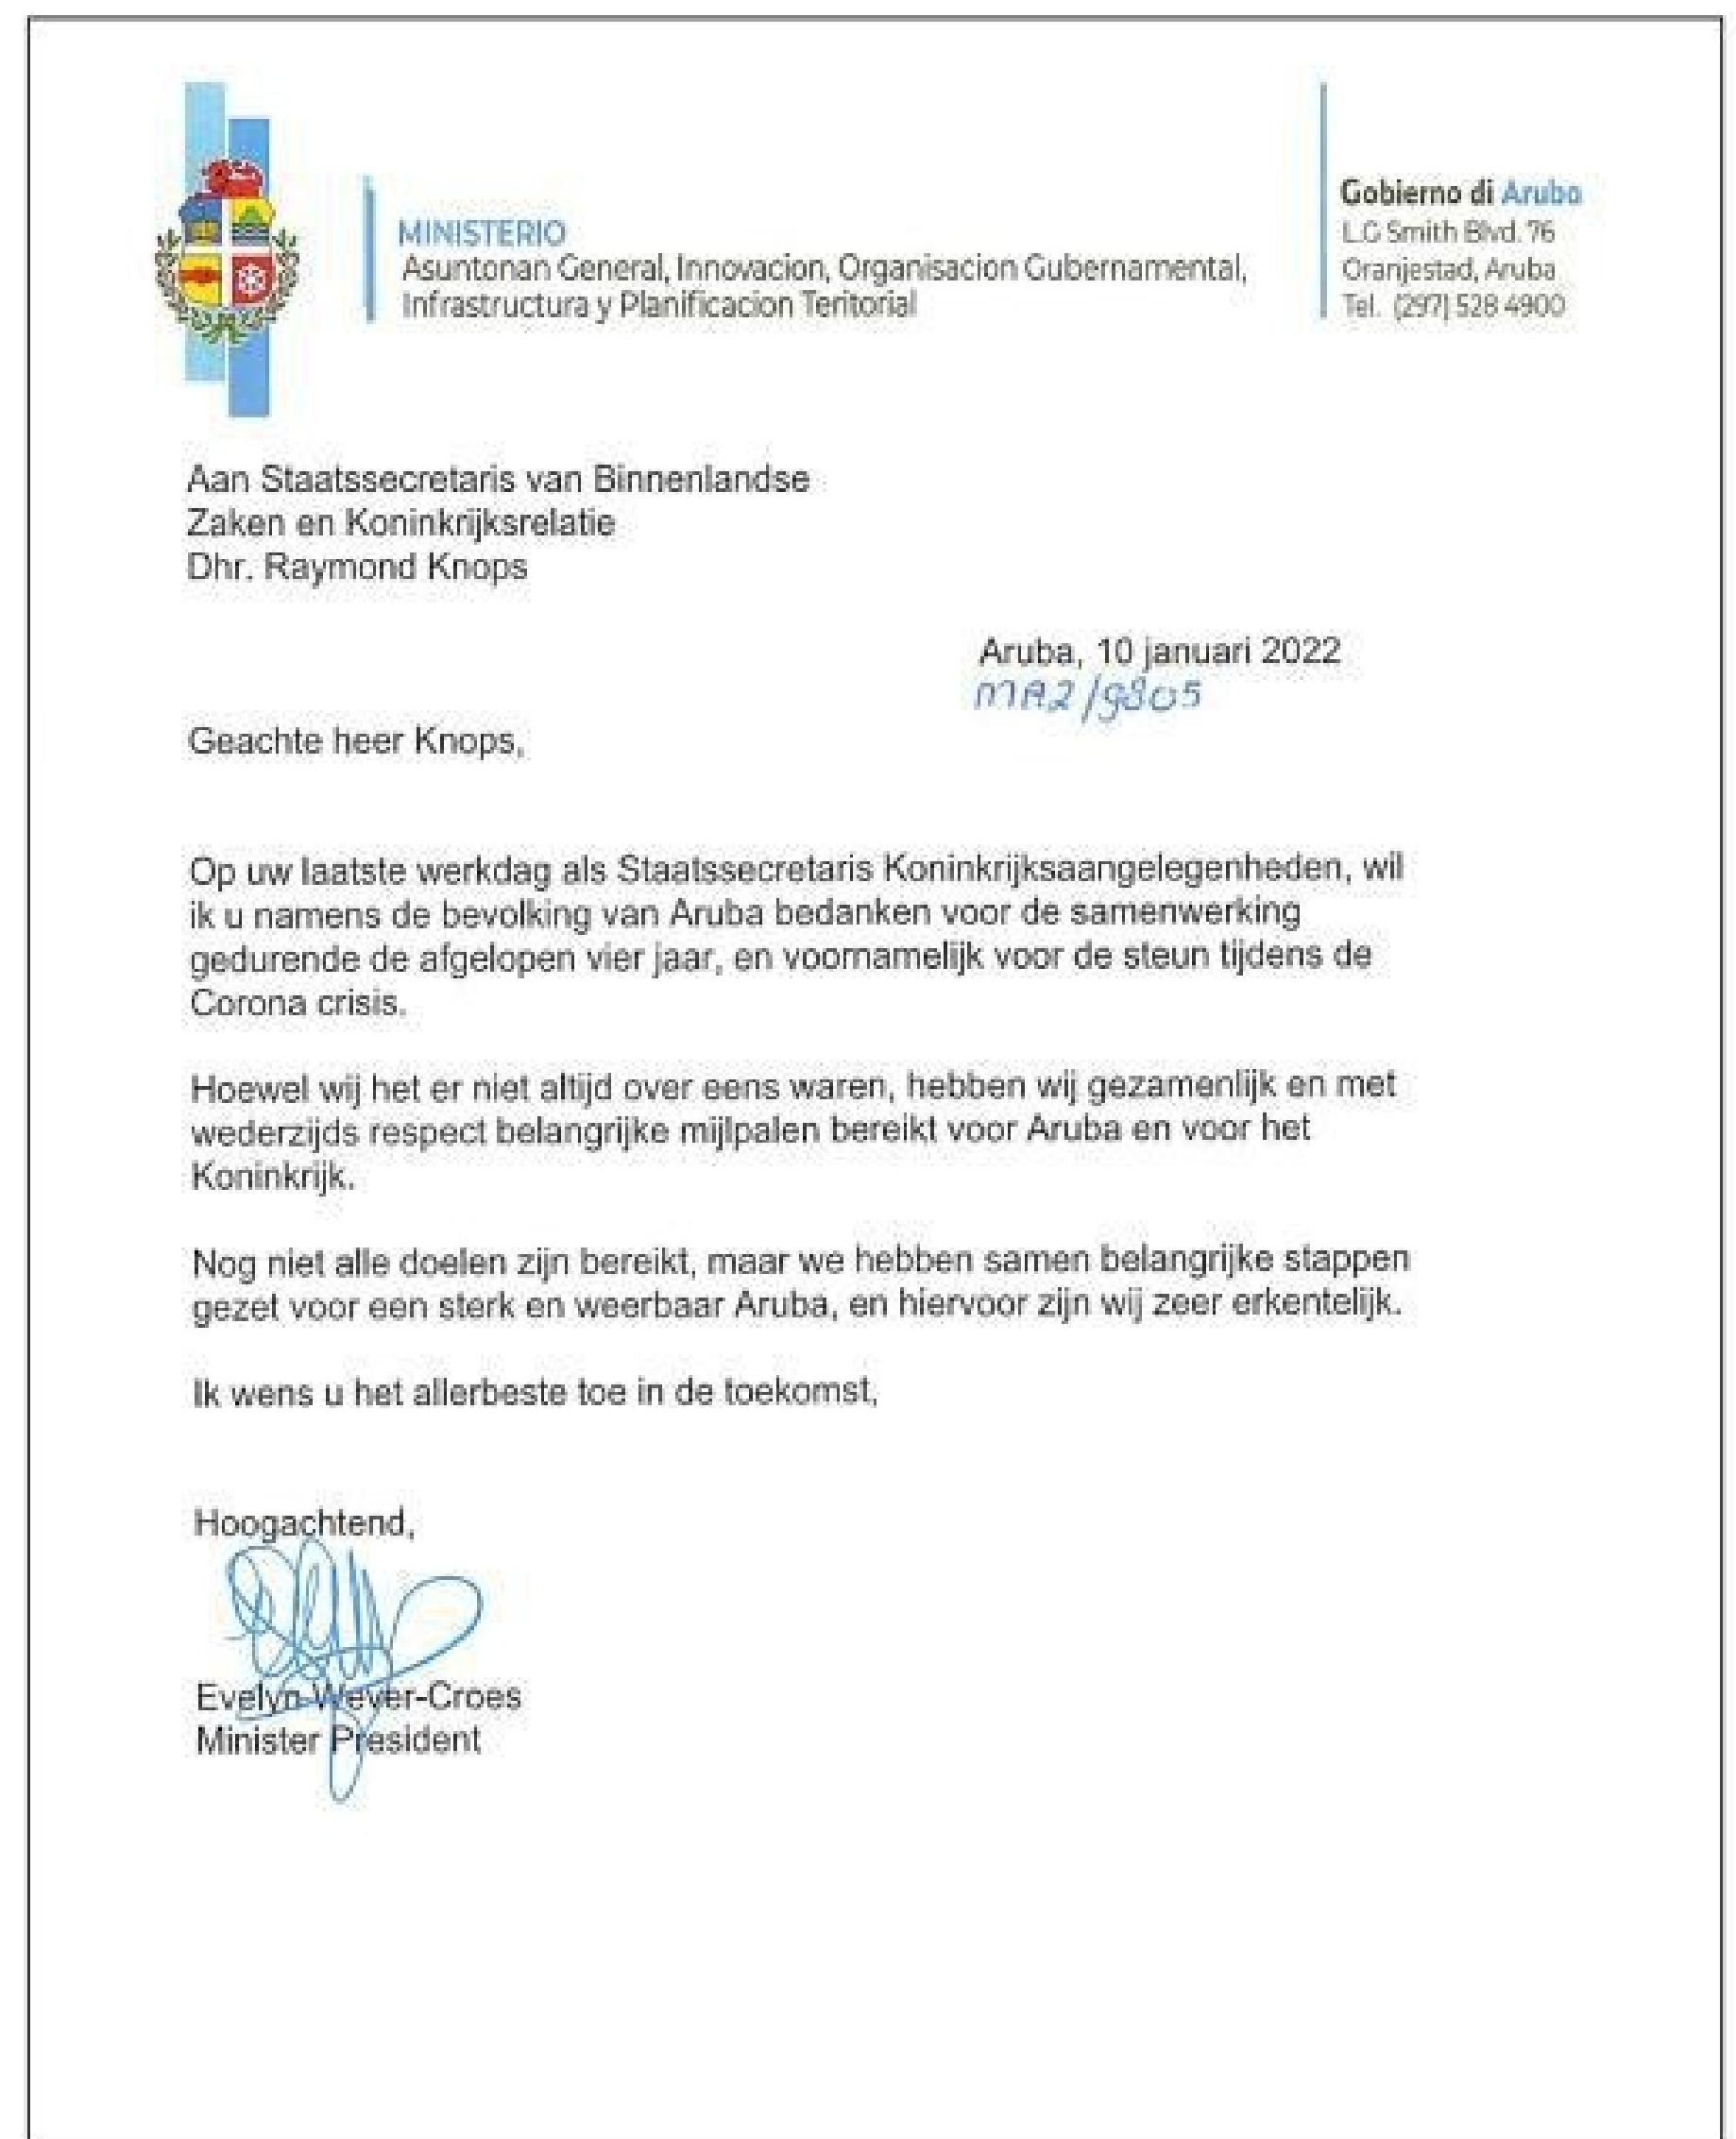 MINISTERIO
Asuntonan General, Innovacion, Organisacion Gubernamental,
Infrastructura y Planificacion Teritorial
Gobierno di Aruba
L.G Smith Blvd. 76
Oranjestad, Aruba
Tel. (297) 528 4900
Aan Staatssecretaris van Binnenlandse
Zaken en Koninkrijksrelatie
Dhr. Raymond Knops
Aruba, 10 januari 2022
MA2/9805
Geachte heer Knops,
Op uw laatste werkdag als Staatssecretaris Koninkrijksaangelegenheden, wil
ik u namens de bevolking van Aruba bedanken voor de samenwerking
gedurende de afgelopen vier jaar, en voornamelijk voor de steun tijdens de
Corona crisis.
Hoewel wij het er niet altijd over eens waren, hebben wij gezamenlijk en met
wederzijds respect belangrijke mijlpalen bereikt voor Aruba en voor het
Koninkrijk.
Nog niet alle doelen zijn bereikt, maar we hebben samen belangrijke stappen
gezet voor een sterk en weerbaar Aruba, en hiervoor zijn wij zeer erkentelijk.
Ik wens u het allerbeste toe in de toekomst,
Hoogachtend,
Evelyn Wever-Croes
Minister President